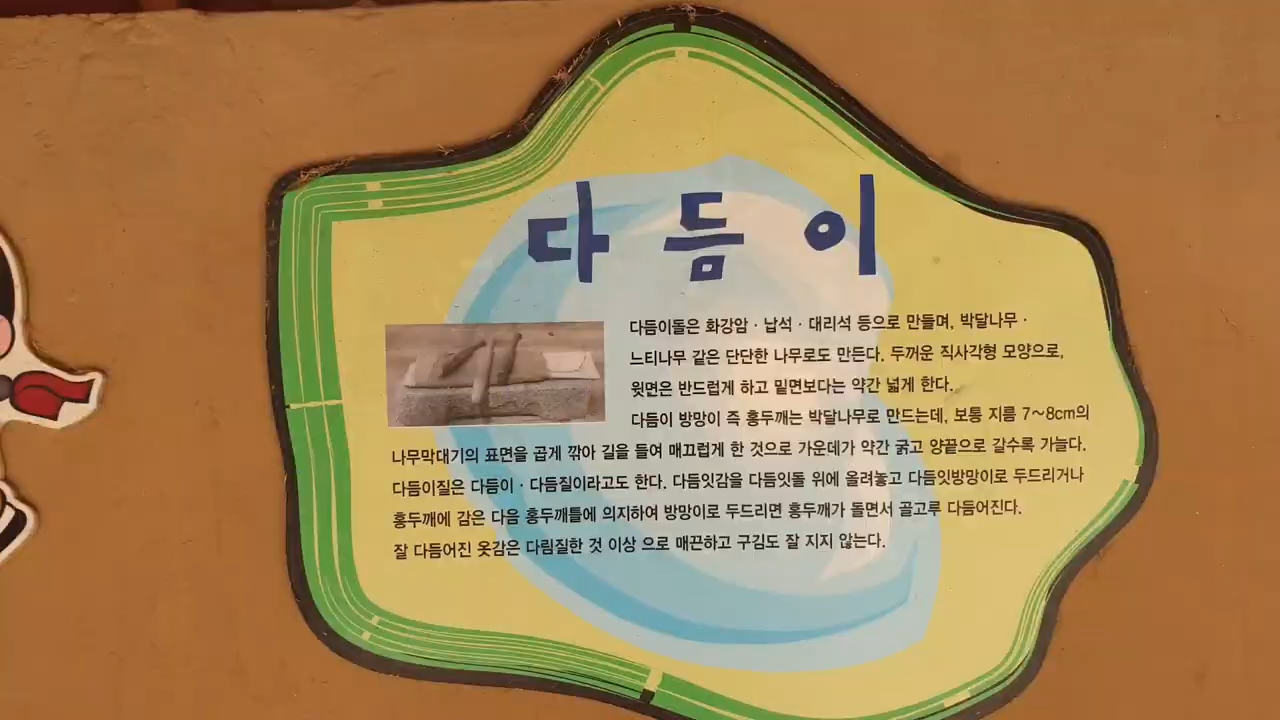 다듬이
다듬이돌은 화강암 · 납석 · 대리석 등으로 만들며, 박달나무 ·
느티나무 같은 단단한 나무로도 만든다. 두꺼운 직사각형 모양으로,
윗면은 반드럽게 하고 밑면보다는 약간 넓게 한다.
다듬이 방망이 즉 홍두깨는 박달나무로 만드는데, 보통 지름 7~8cm의
나무막대기의 표면을 곱게 깎아 길을 들여 매끄럽게 한 것으로 가운데가 약간 굵고 양끝으로 갈수록 가늘다.
다듬이질은 다듬이 · 다듬질이라고도 한다. 다듬잇감을 다듬잇돌 위에 올려놓고 다듬잇방망이로 두드리거나
홍두깨에 감은 다음 홍두깨틀에 의지하여 방망이로 두드리면 홍두깨가 돌면서 골고루 다듬어진다.
잘 다듬어진 옷감은 다림질한 것 이상 으로 매끈하고 구김도 잘 지지 않는다.